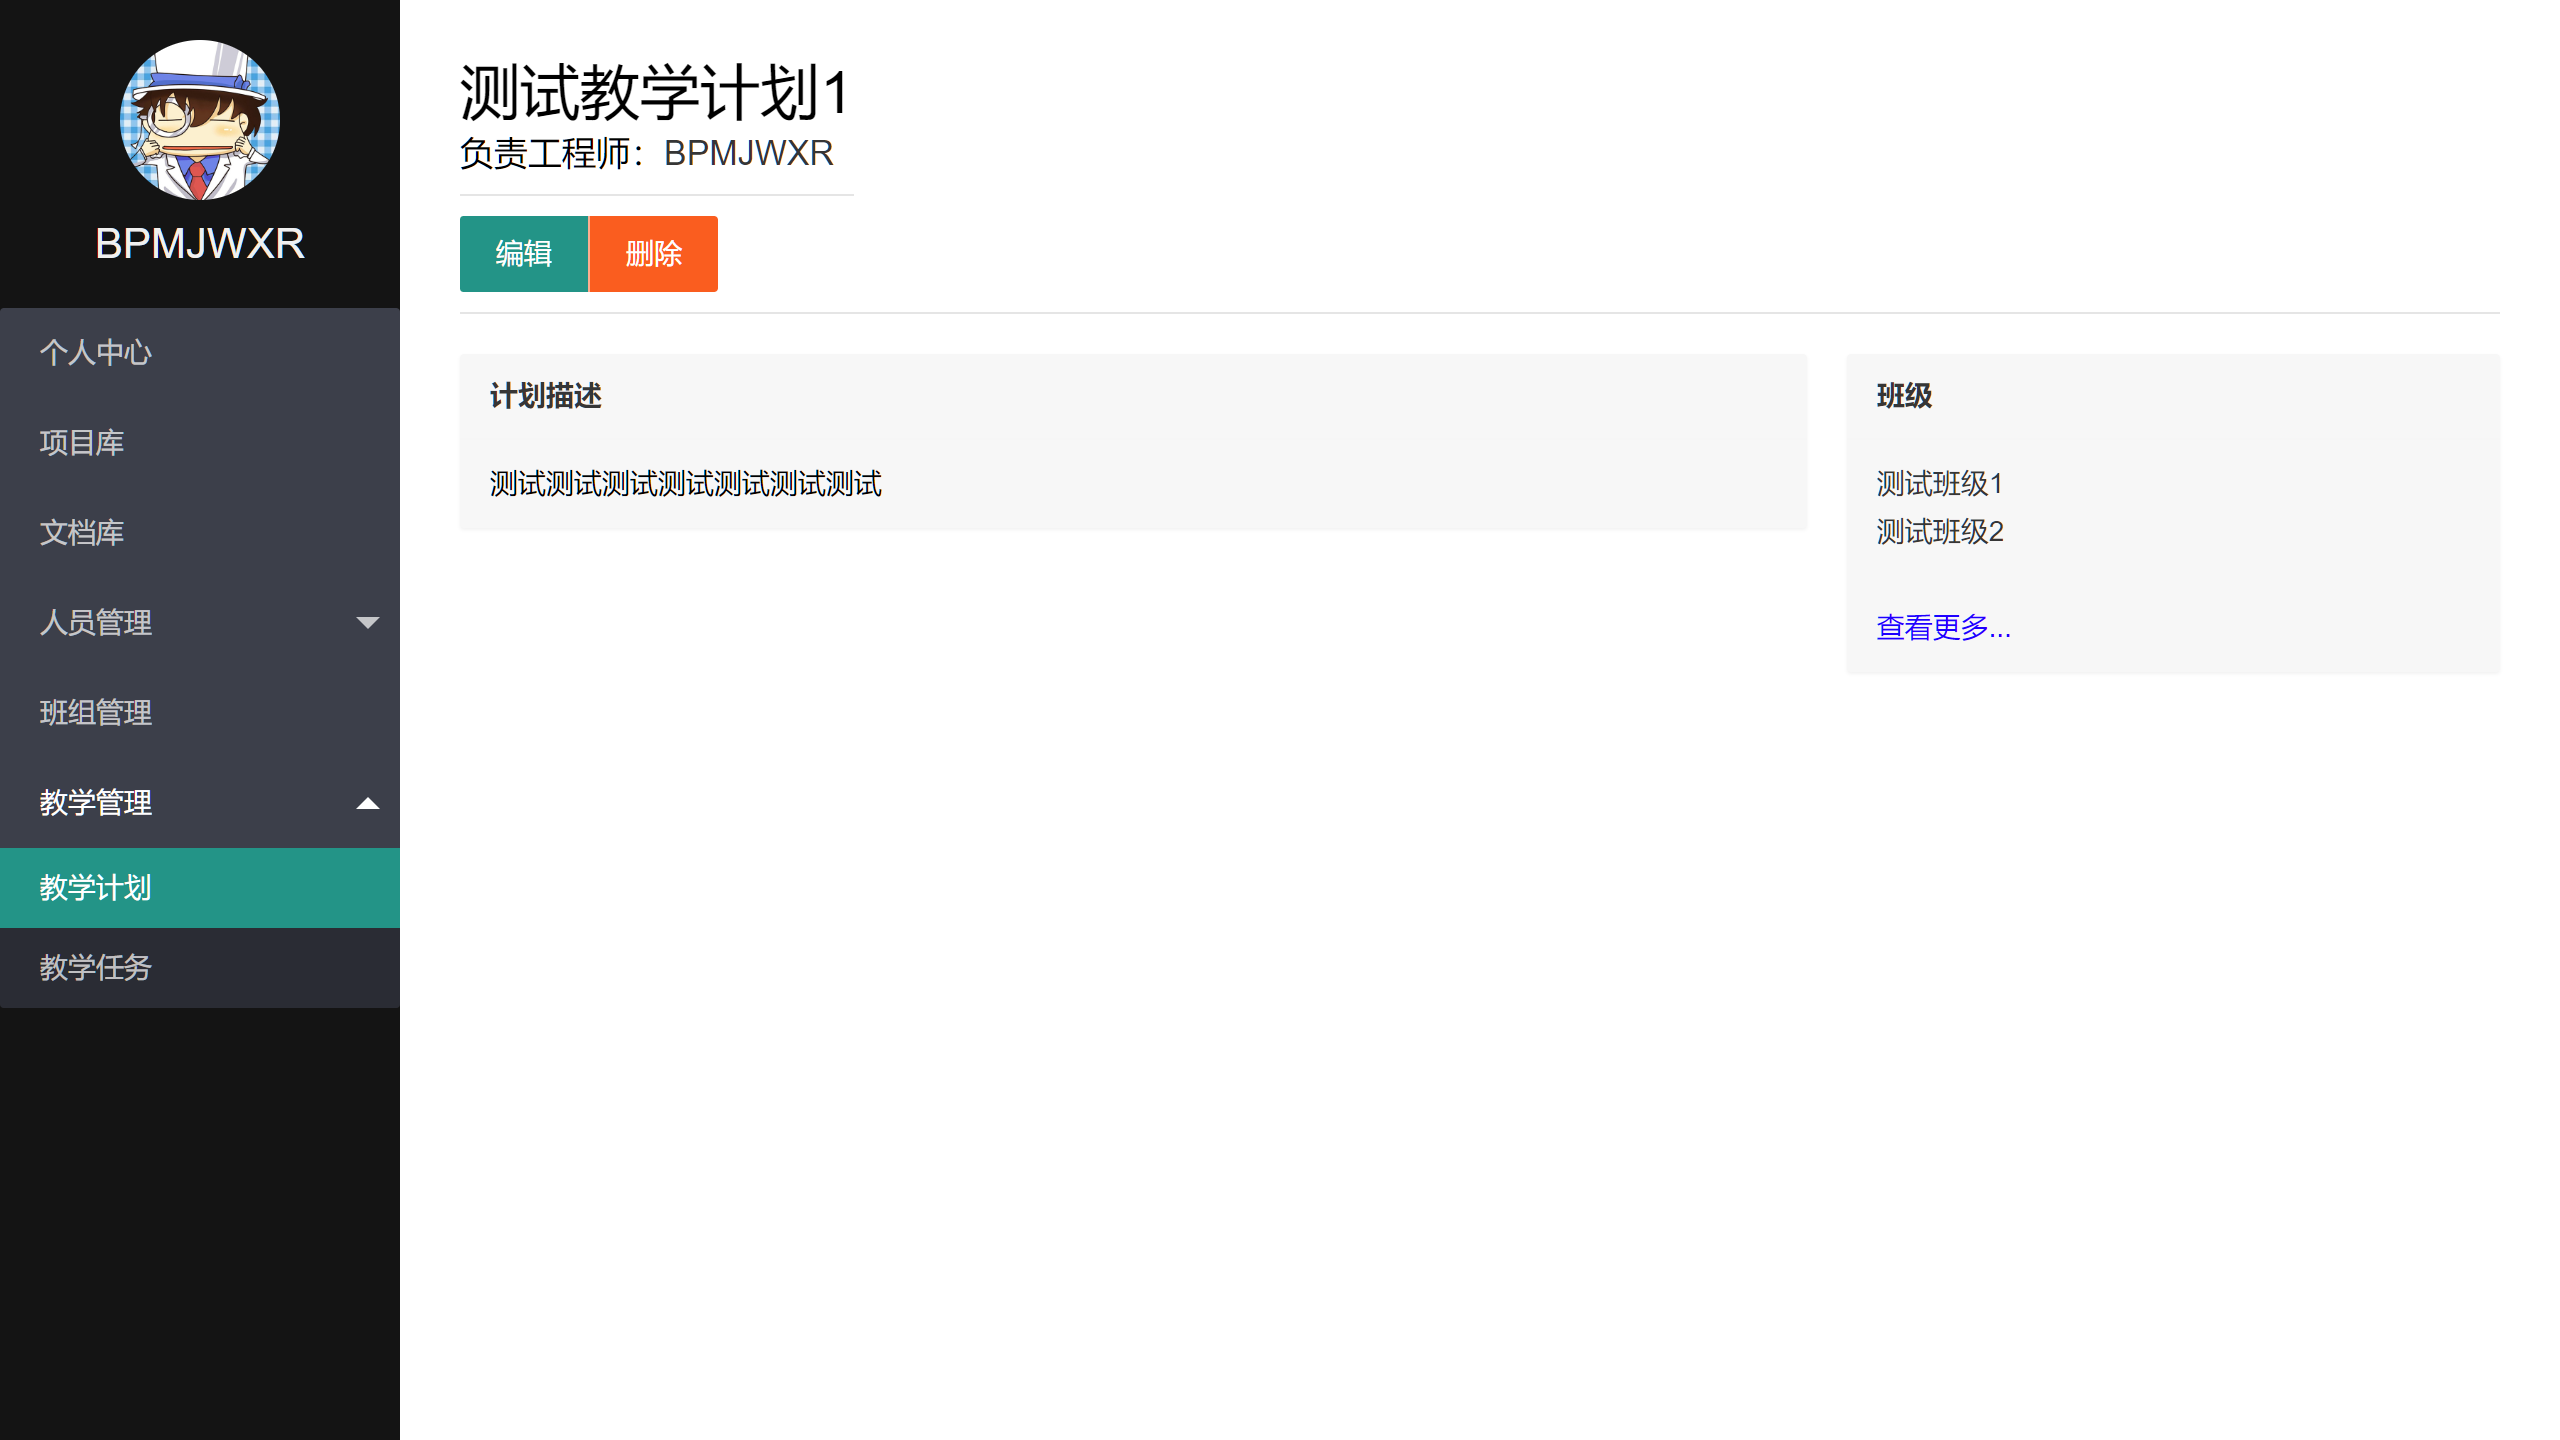 BPMJWXR
个人中心
项目库
文档库
人员管理
班组管理
教学管理
教学计划
教学任务
测试教学计划1
负责工程师：BPMJWXR
编辑
删除
计划描述
测试测试测试测试测试测试测试
班级
测试班级1
测试班级2
查看更多...